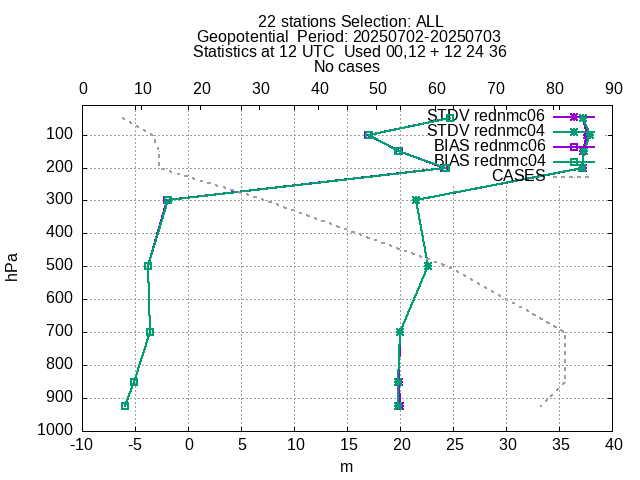 22 stations Selection: ALL
Geopotential  Period: 20250702-20250703
Statistics at 12 UTC  Used 00,12 + 12 24 36
No cases
0 10 20 30 40 50 60 70 80 90
STDV rednmc06
STDV rednmc04
BIAS rednmc06
BIAS rednmc04
CASES
100
200
300
400
500
600
700
800
900
1000
hPa
-10 -5 0 5 10 15 20 25 30 35 40
m